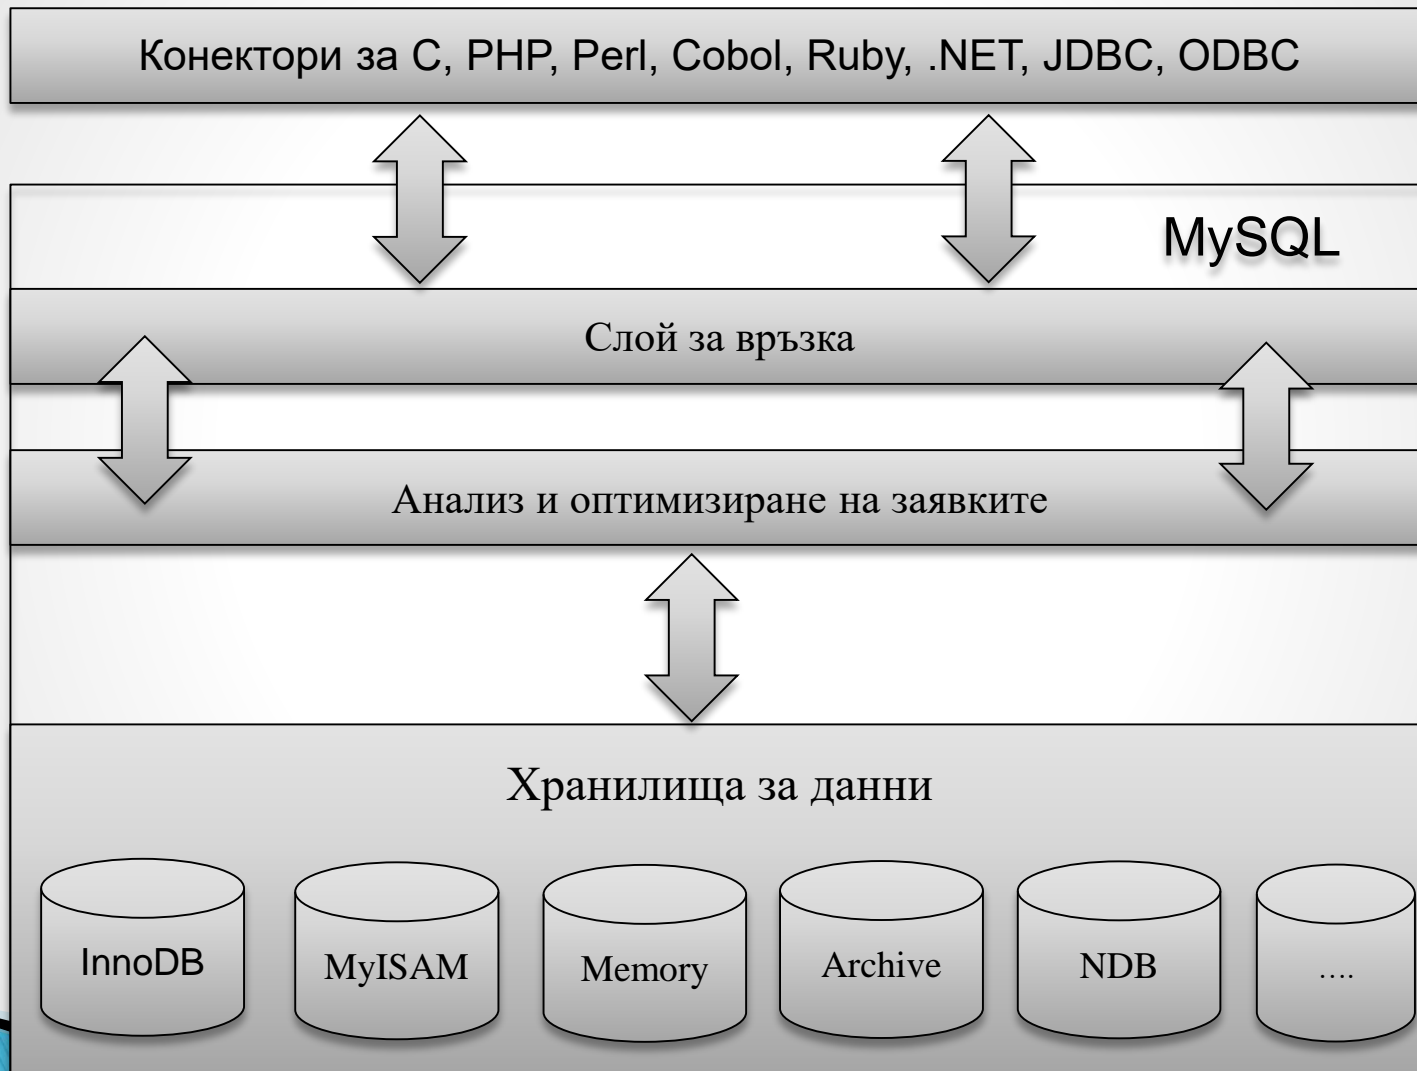 Конектори за C, PHP, Perl, Cobol, Ruby, .NET, JDBC, ODBC
MySQL
Слой за връзка
Анализ и оптимизиране на заявките
Хранилища за данни
InnoDB
MyISAM
Memory
Archive
NDB
....